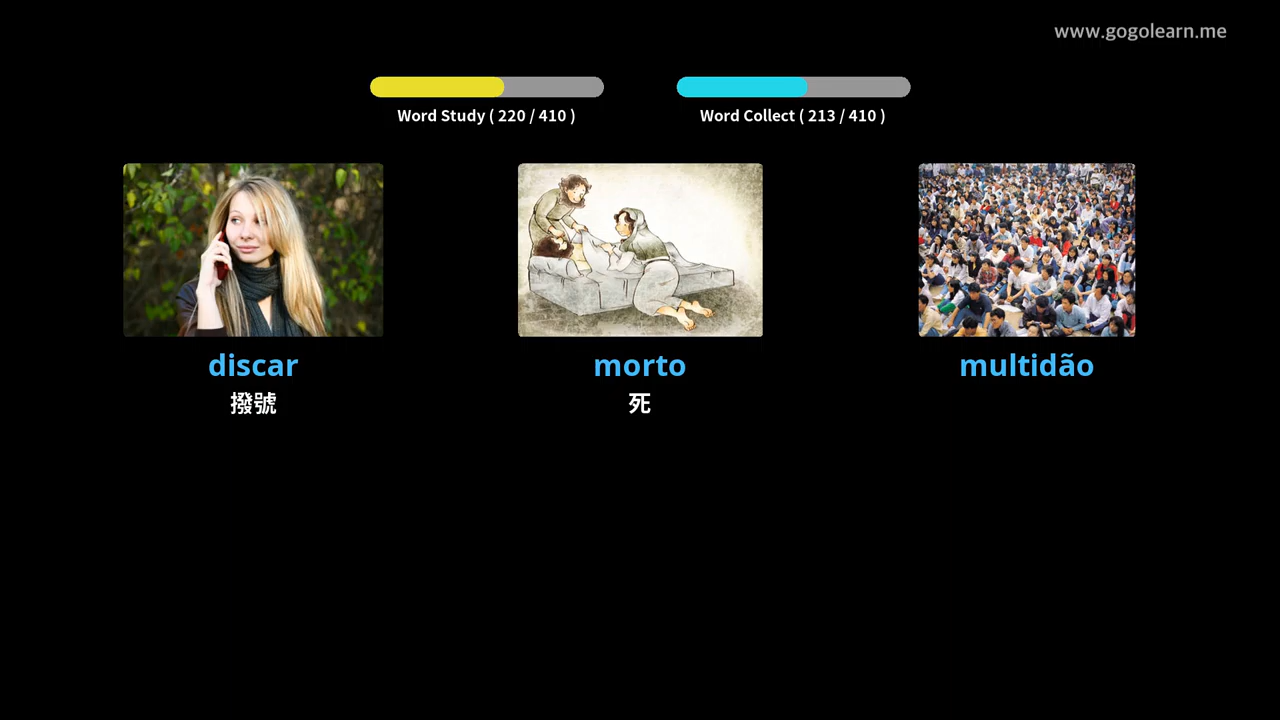 www.gogolearn.me
Word Study ( 220 / 410 )
Word Collect ( 213 / 410 )
discar
morto
multidão
撥號
死